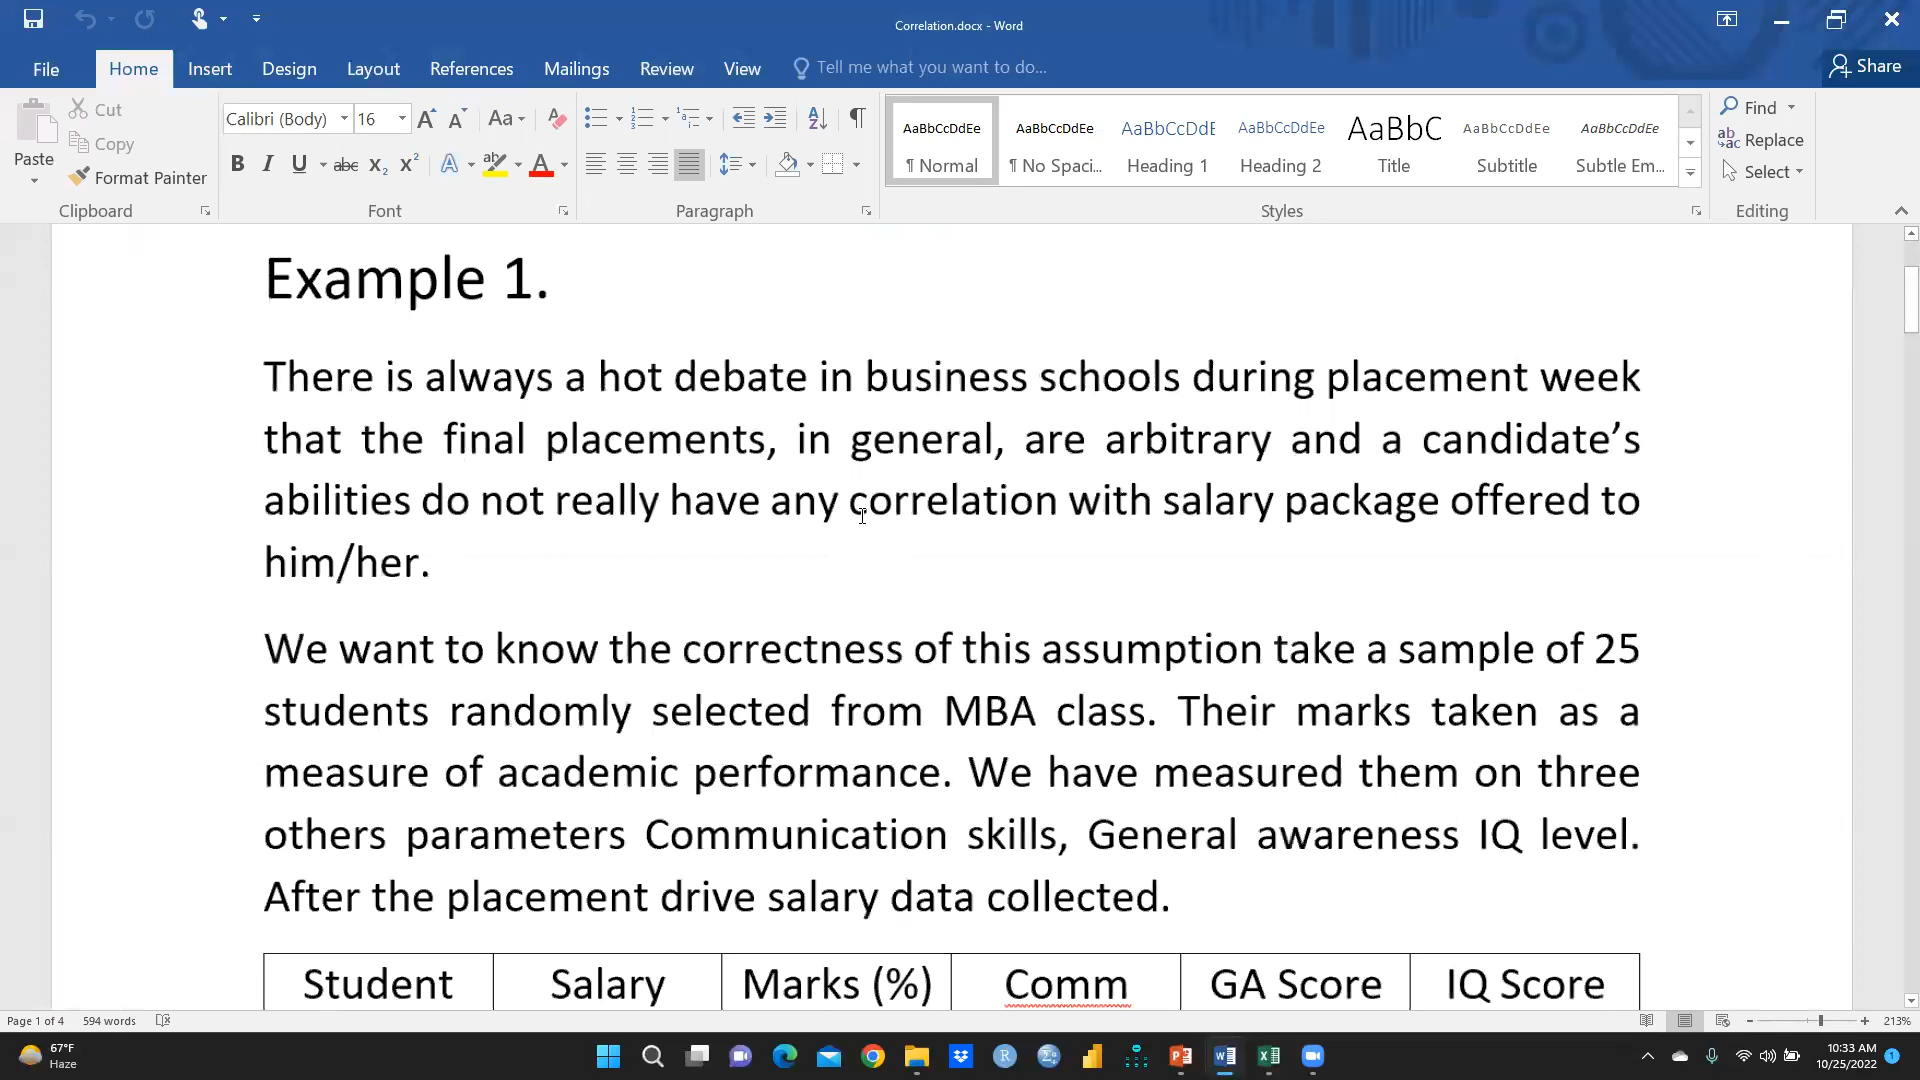 Correlation.docx - Word
File Home Insert Design Layout References Mailings Review View Tell me what you want to do... Share
Paste Cut Copy Format Painter
Clipboard
Calibri (Body) 16 Aa
B I U abc X₂ X² A ab A
Font
Paragraph
AaBbCcDdEe AaBbCcDdEe AaBbCcDdE AaBbCcDdEe AaBbC AaBbCcDdEe AaBbCcDdEe
¶ Normal ¶ No Spaci... Heading 1 Heading 2 Title Subtitle Subtle Em...
Styles
Find
Replace
Select
Editing
Example 1.
There is always a hot debate in business schools during placement week
that the final placements, in general, are arbitrary and a candidate’s
abilities do not really have any correlation with salary package offered to
him/her.
We want to know the correctness of this assumption take a sample of 25
students randomly selected from MBA class. Their marks taken as a
measure of academic performance. We have measured them on three
others parameters Communication skills, General awareness IQ level.
After the placement drive salary data collected.
Student Salary Marks (%) Comm GA Score IQ Score
Page 1 of 4 594 words 213%
67°F
Haze
10:33 AM
10/25/2022